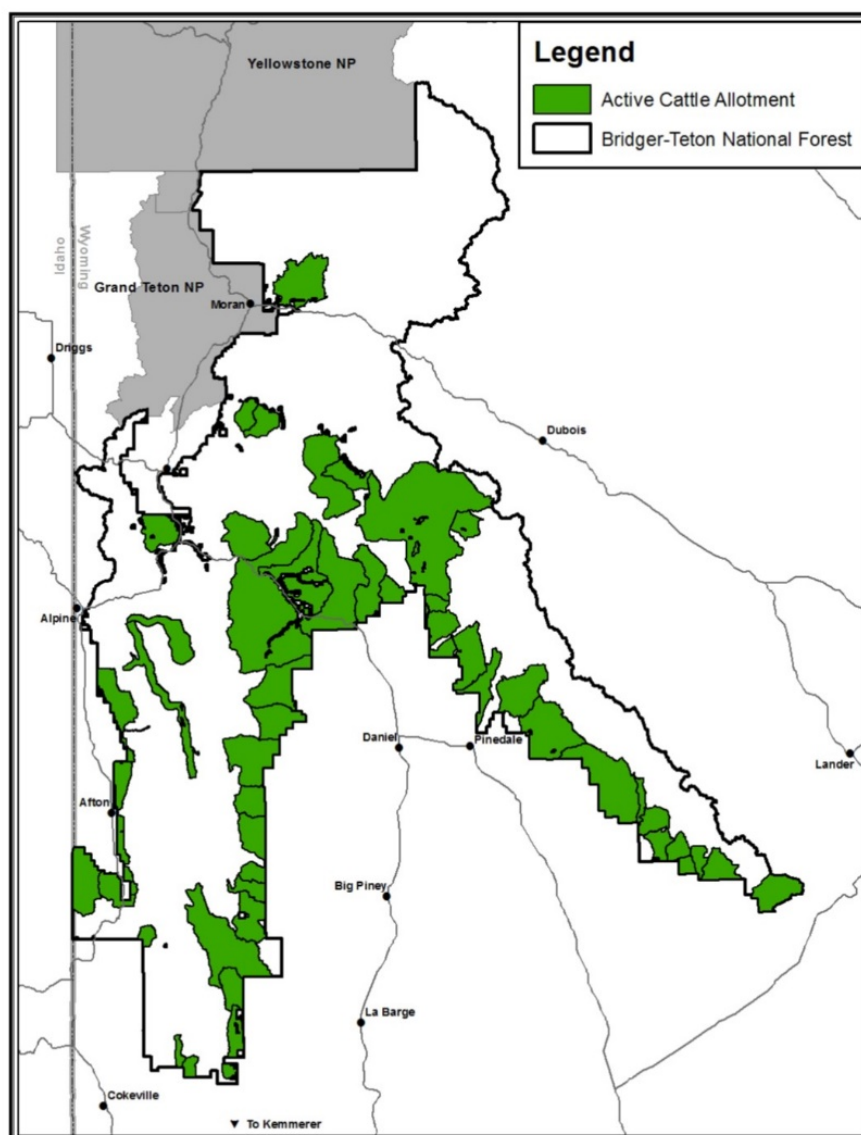 Yellowstone NP
Legend
Active Cattle Allotment
Bridger-Teton National Forest
Idaho
Wyoming
Grand Teton NP
Moran
Driggs
Dubois
Alpine
Daniel
Pinedale
Lander
Afton
Big Piney
La Barge
Cokeville
To Kemmerer